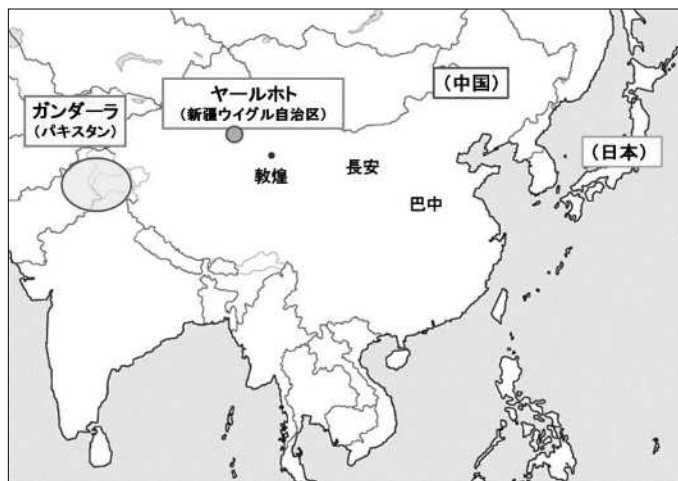 ガンダーラ
（パキスタン）
ヤールホト
（新疆ウイグル自治区）
（中国）
（日本）
敦煌
長安
巴中